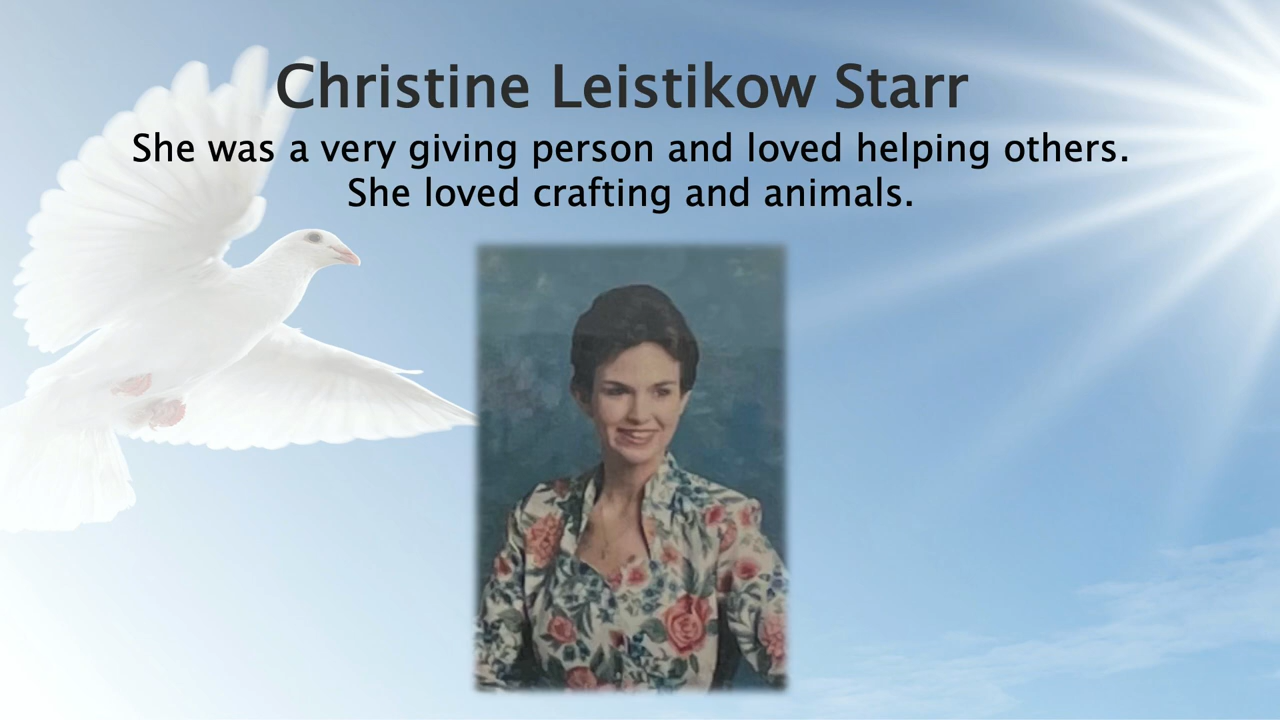 Christine Leistikow Starr
She was a very giving person and loved helping others.
She loved crafting and animals.